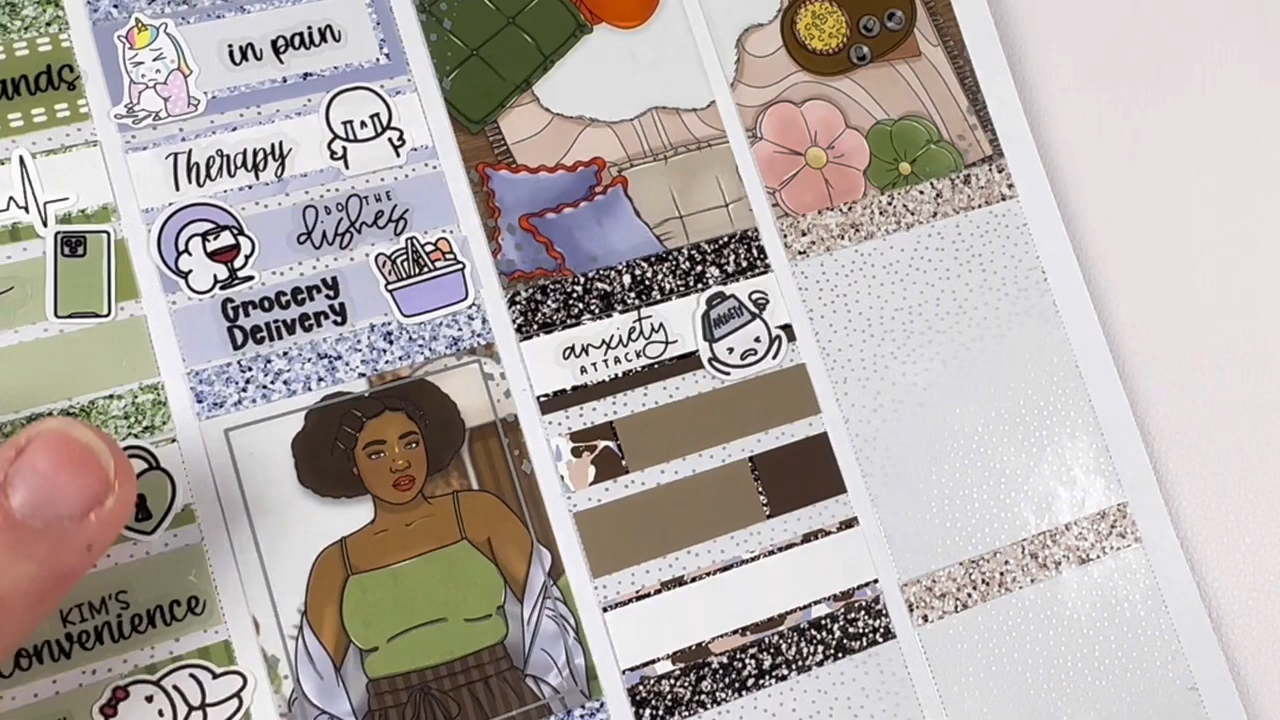 ands
in pain
Therapy
DO THE
dishes
Grocery
Delivery
anxiety
ATTACK
ANXIETY
KIM'S
Convenience